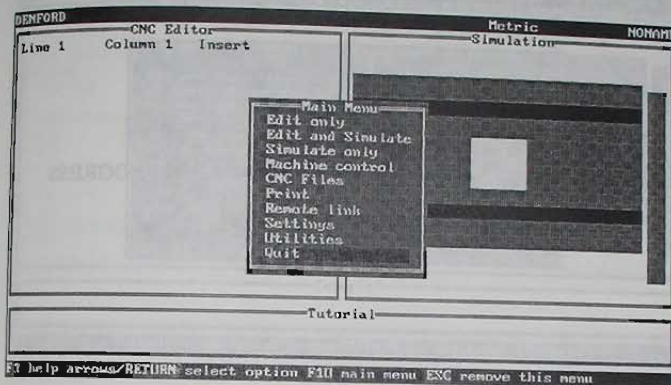 DENFORD Metric NONAM
CNC Editor
Simulation
Line 1 Column 1 Insert
Main Menu
Edit only
Edit and Simulate
Simulate only
Machine control
CNC Files
Print
Remote link
Settings
Utilities
Quit
Tutorial
help arrows/RETURN select option F10 main menu ESC remove this menu